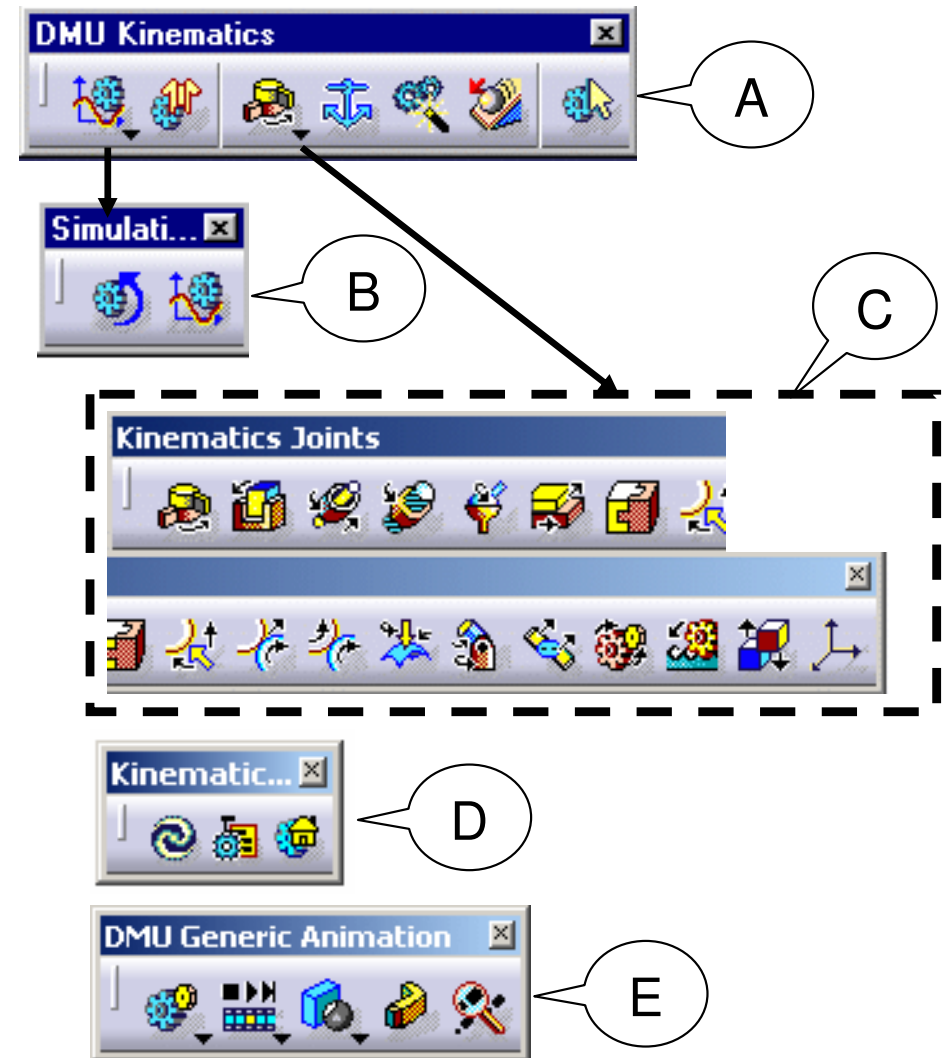 DMU Kinematics
A
Simulati...
B
C
Kinematics Joints
Kinematic...
D
DMU Generic Animation
E